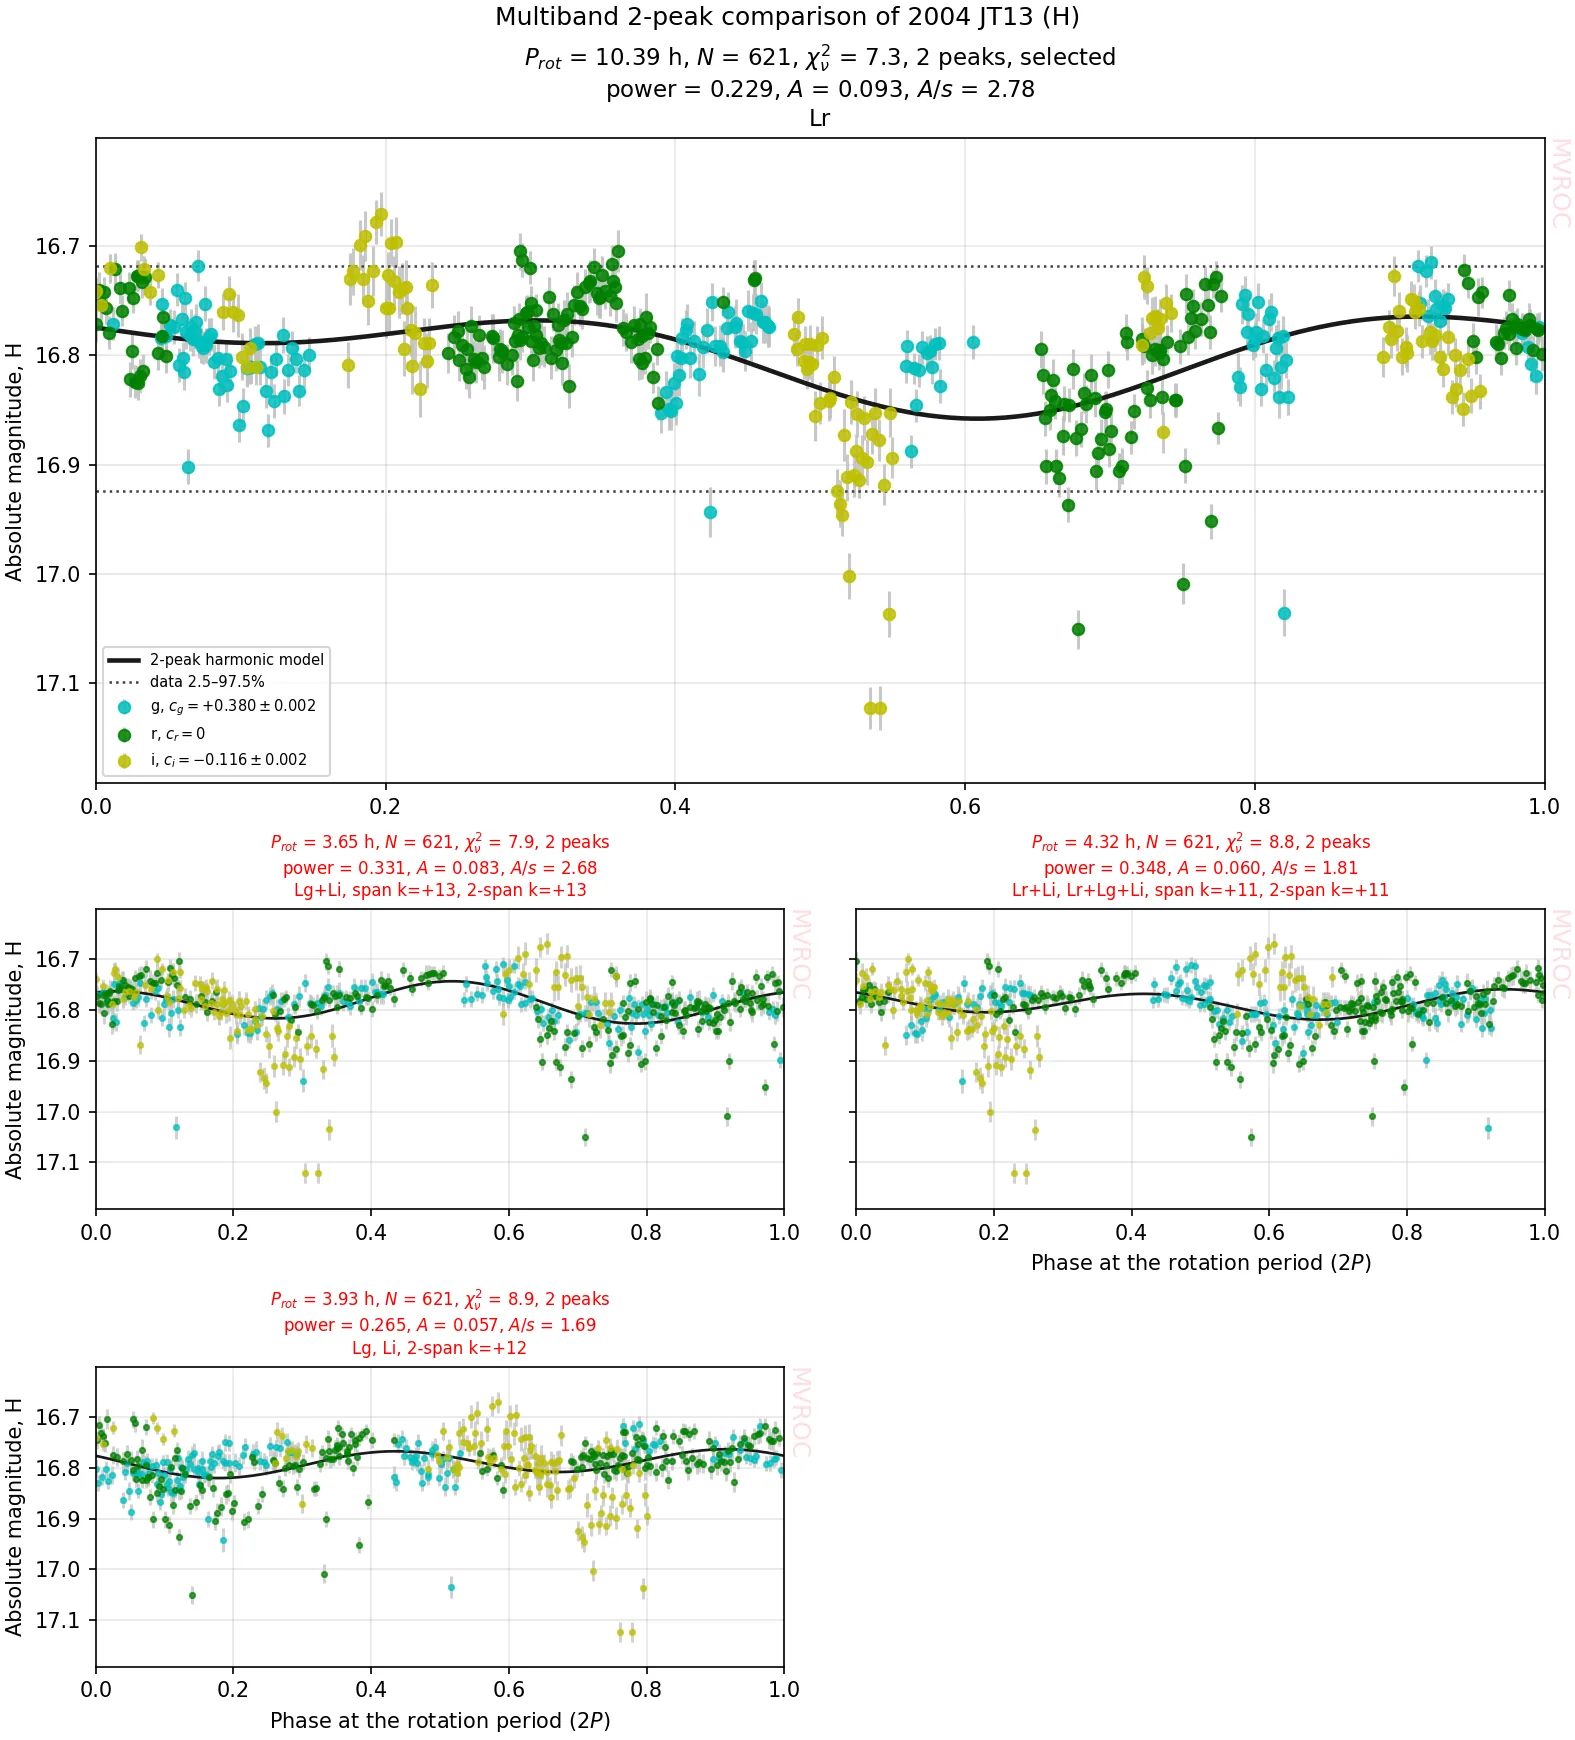 Multiband 2-peak comparison of 2004 JT13 (H)
P_rot = 10.39 h, N = 621, χ²_ν = 7.3, 2 peaks, selected
power = 0.229, A = 0.093, A/s = 2.78
Lr
MVROC
Absolute magnitude, H
16.7
16.8
16.9
17.0
17.1
2-peak harmonic model
data 2.5–97.5%
g, c_g = +0.380 ± 0.002
r, c_r = 0
i, c_i = −0.116 ± 0.002
0.0 0.2 0.4 0.6 0.8 1.0
P_rot = 3.65 h, N = 621, χ²_ν = 7.9, 2 peaks
power = 0.331, A = 0.083, A/s = 2.68
Lg+Li, span k=+13, 2-span k=+13
MVROC
Absolute magnitude, H
16.7
16.8
16.9
17.0
17.1
0.0 0.2 0.4 0.6 0.8 1.0
P_rot = 4.32 h, N = 621, χ²_ν = 8.8, 2 peaks
power = 0.348, A = 0.060, A/s = 1.81
Lr+Li, Lr+Lg+Li, span k=+11, 2-span k=+11
MVROC
0.0 0.2 0.4 0.6 0.8 1.0
Phase at the rotation period (2P)
P_rot = 3.93 h, N = 621, χ²_ν = 8.9, 2 peaks
power = 0.265, A = 0.057, A/s = 1.69
Lg, Li, 2-span k=+12
MVROC
Absolute magnitude, H
16.7
16.8
16.9
17.0
17.1
0.0 0.2 0.4 0.6 0.8 1.0
Phase at the rotation period (2P)